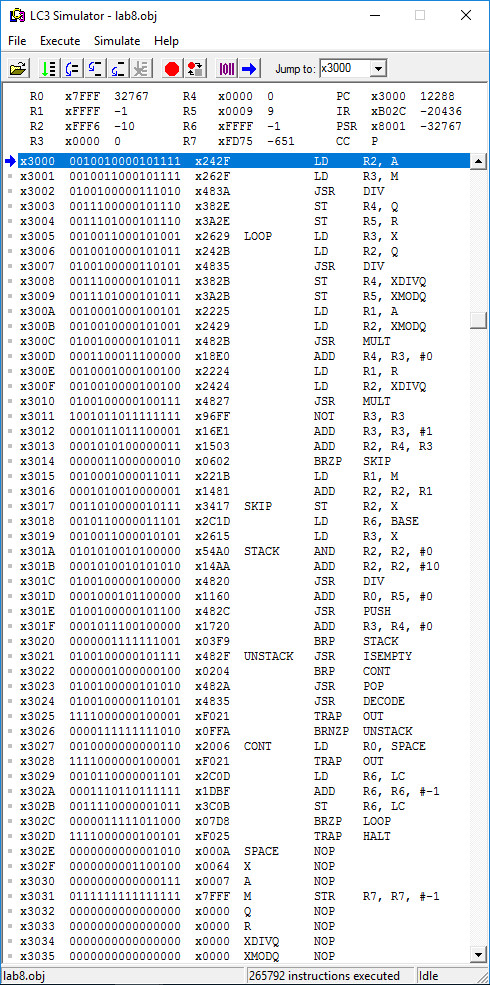 LC3 Simulator - lab8.obj
File Execute Simulate Help
Jump to: x3000
R0 x7FFF 32767 R4 x0000 0 PC x3000 12288
R1 xFFFF -1 R5 x0009 9 IR xB02C -20436
R2 xFFF6 -10 R6 xFFFF -1 PSR x8001 -32767
R3 x0000 0 R7 xFD75 -651 CC P
x3000 0010010000101111 x242F LD R2, A
x3001 0010011000101111 x262F LD R3, M
x3002 0100100000111010 x483A JSR DIV
x3003 0011100000101110 x382E ST R4, Q
x3004 0011101000101110 x3A2E ST R5, R
x3005 0010011000101001 x2629 LOOP LD R3, X
x3006 0010010000101011 x242B LD R2, Q
x3007 0100100000110101 x4835 JSR DIV
x3008 0011100000101011 x382B ST R4, XDIVQ
x3009 0011101000101011 x3A2B ST R5, XMODQ
x300A 0010001000100101 x2225 LD R1, A
x300B 0010010000101001 x2429 LD R2, XMODQ
x300C 0100100000101011 x482B JSR MULT
x300D 0001100011100000 x18E0 ADD R4, R3, #0
x300E 0010001000100100 x2224 LD R1, R
x300F 0010010000100100 x2424 LD R2, XDIVQ
x3010 0100100000100111 x4827 JSR MULT
x3011 1001011011111111 x96FF NOT R3, R3
x3012 0001011011100001 x16E1 ADD R3, R3, #1
x3013 0001010100000011 x1503 ADD R2, R4, R3
x3014 0000011000000010 x0602 BRZP SKIP
x3015 0010001000011011 x221B LD R1, M
x3016 0001010010000001 x1481 ADD R2, R2, R1
x3017 0011010000010111 x3417 SKIP ST R2, X
x3018 0010110000011101 x2C1D LD R6, BASE
x3019 0010011000010101 x2615 LD R3, X
x301A 0101010010100000 x54A0 STACK AND R2, R2, #0
x301B 0001010010101010 x14AA ADD R2, R2, #10
x301C 0100100000100000 x4820 JSR DIV
x301D 0001000101100000 x1160 ADD R0, R5, #0
x301E 0100100000101100 x482C JSR PUSH
x301F 0001011100100000 x1720 ADD R3, R4, #0
x3020 0000001111111001 x03F9 BRP STACK
x3021 0100100000101111 x482F UNSTACK JSR ISEMPTY
x3022 0000001000000100 x0204 BRP CONT
x3023 0100100000101010 x482A JSR POP
x3024 0100100000110101 x4835 JSR DECODE
x3025 1111000000100001 xF021 TRAP OUT
x3026 0000111111111010 x0FFA BRNZP UNSTACK
x3027 0010000000000110 x2006 CONT LD R0, SPACE
x3028 1111000000100001 xF021 TRAP OUT
x3029 0010110000001101 x2C0D LD R6, LC
x302A 0001110110111111 x1DBF ADD R6, R6, #-1
x302B 0011110000001011 x3C0B ST R6, LC
x302C 0000011111011000 x07D8 BRZP LOOP
x302D 1111000000100101 xF025 TRAP HALT
x302E 0000000000001010 x000A SPACE NOP
x302F 0000000001100100 x0064 X NOP
x3030 0000000000000111 x0007 A NOP
x3031 0111111111111111 x7FFF M STR R7, R7, #-1
x3032 0000000000000000 x0000 Q NOP
x3033 0000000000000000 x0000 R NOP
x3034 0000000000000000 x0000 XDIVQ NOP
x3035 0000000000000000 x0000 XMODQ NOP
lab8.obj 265792 instructions executed Idle